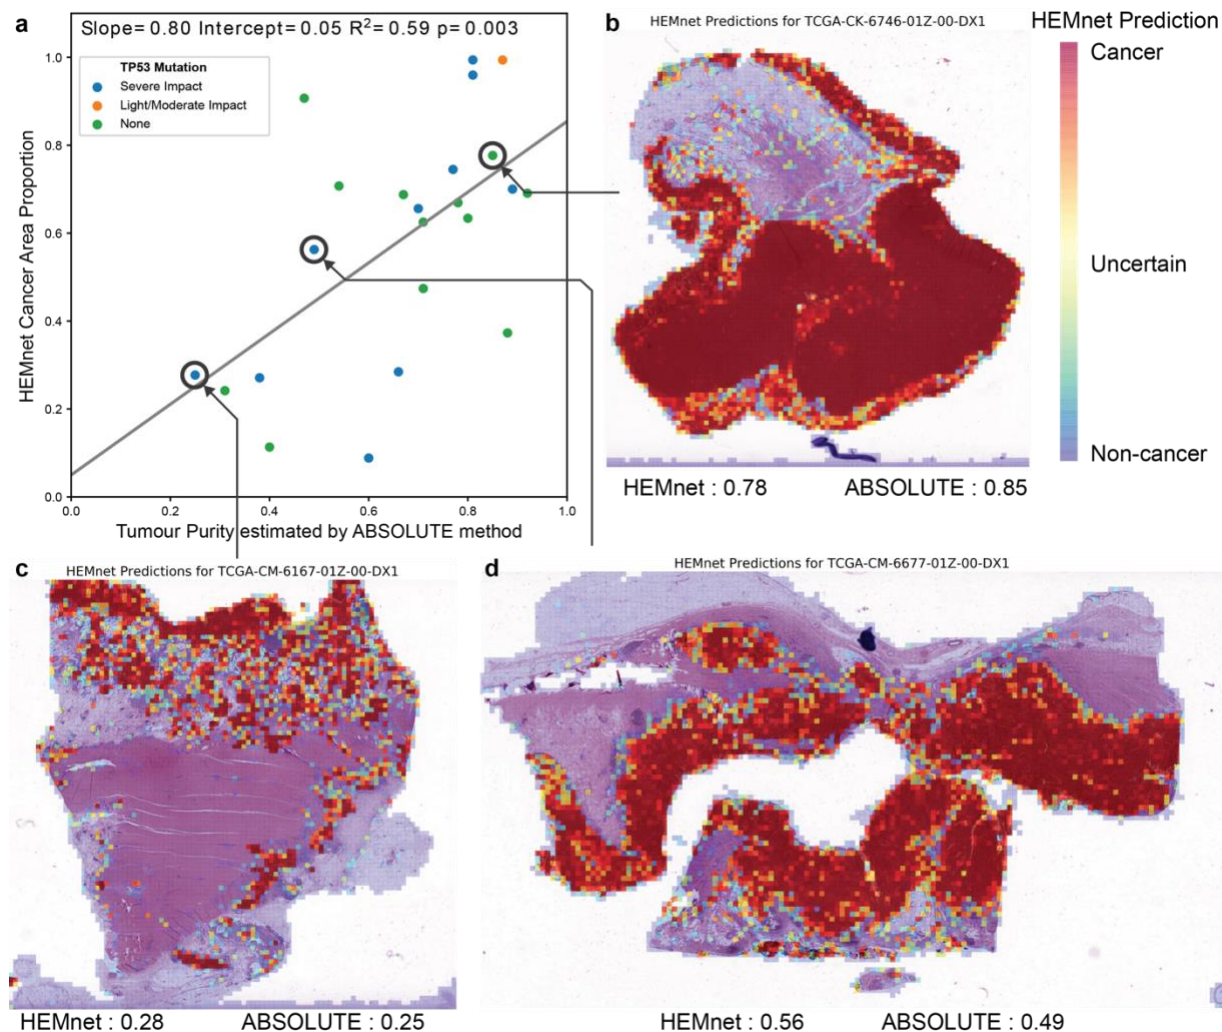 a
Slope= 0.80 Intercept= 0.05 R²= 0.59 p= 0.003
TP53 Mutation
Severe Impact
Light/Moderate Impact
None
HEMnet Cancer Area Proportion
1.0
0.8
0.6
0.4
0.2
0.0
0.0 0.2 0.4 0.6 0.8 1.0
Tumour Purity estimated by ABSOLUTE method
b
HEMnet Predictions for TCGA-CK-6746-01Z-00-DX1
HEMnet : 0.78 ABSOLUTE : 0.85
HEMnet Prediction
Cancer
Uncertain
Non-cancer
c
HEMnet Predictions for TCGA-CM-6167-01Z-00-DX1
HEMnet : 0.28 ABSOLUTE : 0.25
d
HEMnet Predictions for TCGA-CM-6677-01Z-00-DX1
HEMnet : 0.56 ABSOLUTE : 0.49